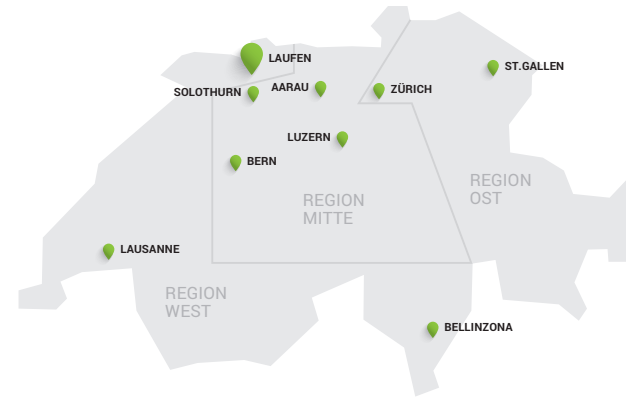 LAUFEN
ST.GALLEN
SOLOTHURN
AARAU
ZÜRICH
LUZERN
BERN
REGION
MITTE
REGION
OST
LAUSANNE
REGION
WEST
BELLINZONA